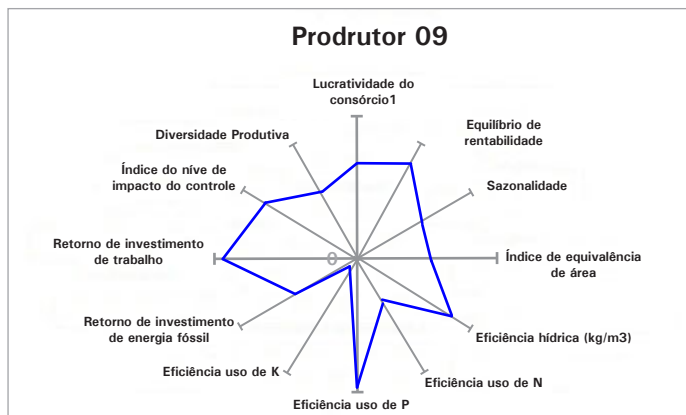 Prodrutor 09
Lucratividade do
consórcio1
Equilíbrio de
rentabilidade
Sazonalidade
Índice de equivalência
de área
Eficiência hídrica (kg/m3)
Eficiência uso de N
Eficiência uso de P
Eficiência uso de K
Retorno de investimento
de energia fóssil
Retorno de investimento
de trabalho
Índice do níve de
impacto do controle
Diversidade Produtiva
0